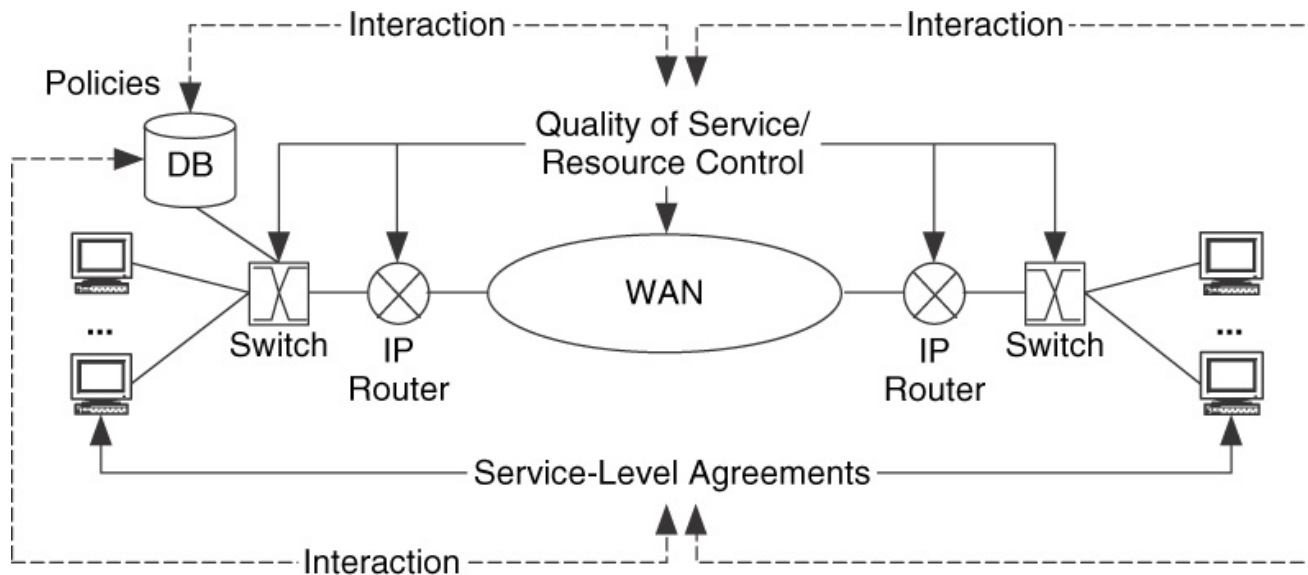 Interaction
Interaction
Policies
Quality of Service/
Resource Control
DB
WAN
...
...
Switch
IP
Router
IP
Router
Switch
Service-Level Agreements
Interaction